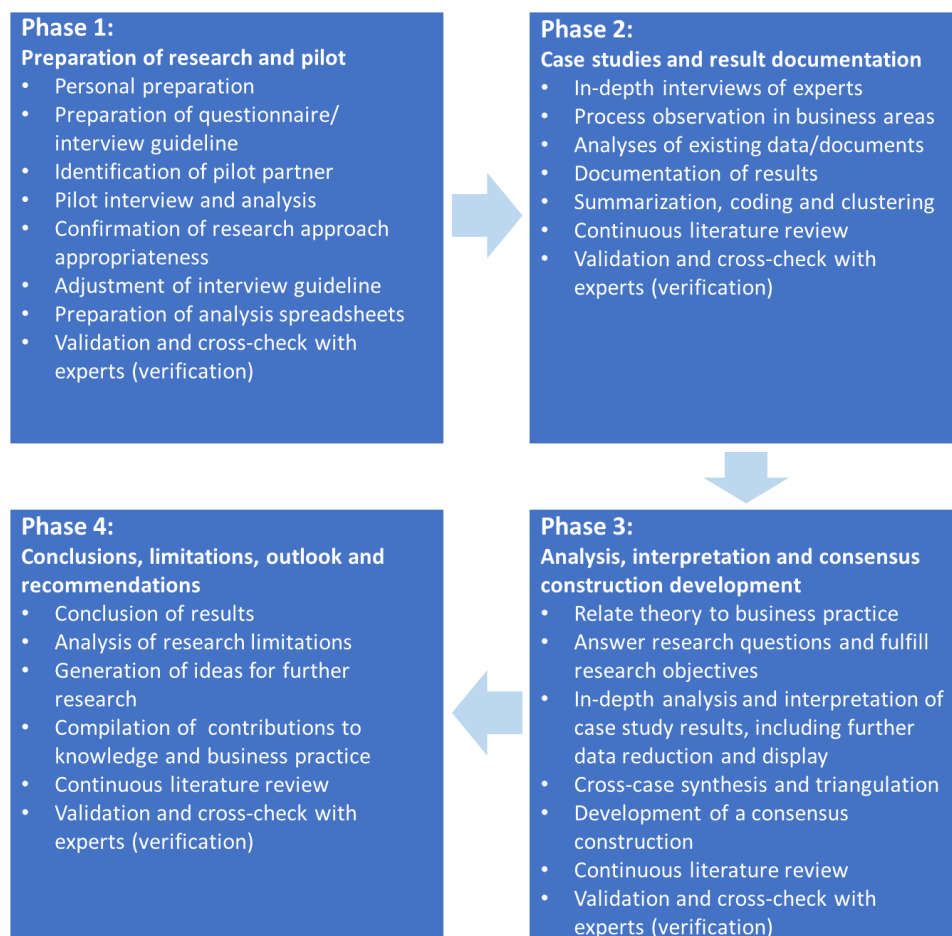 Phase 1:
Preparation of research and pilot
• Personal preparation
• Preparation of questionnaire/
interview guideline
• Identification of pilot partner
• Pilot interview and analysis
• Confirmation of research approach
appropriateness
• Adjustment of interview guideline
• Preparation of analysis spreadsheets
• Validation and cross-check with
experts (verification)
Phase 2:
Case studies and result documentation
• In-depth interviews of experts
• Process observation in business areas
• Analyses of existing data/documents
• Documentation of results
• Summarization, coding and clustering
• Continuous literature review
• Validation and cross-check with
experts (verification)
Phase 3:
Analysis, interpretation and consensus
construction development
• Relate theory to business practice
• Answer research questions and fulfill
research objectives
• In-depth analysis and interpretation of
case study results, including further
data reduction and display
• Cross-case synthesis and triangulation
• Development of a consensus
construction
• Continuous literature review
• Validation and cross-check with
experts (verification)
Phase 4:
Conclusions, limitations, outlook and
recommendations
• Conclusion of results
• Analysis of research limitations
• Generation of ideas for further
research
• Compilation of contributions to
knowledge and business practice
• Continuous literature review
• Validation and cross-check with
experts (verification)